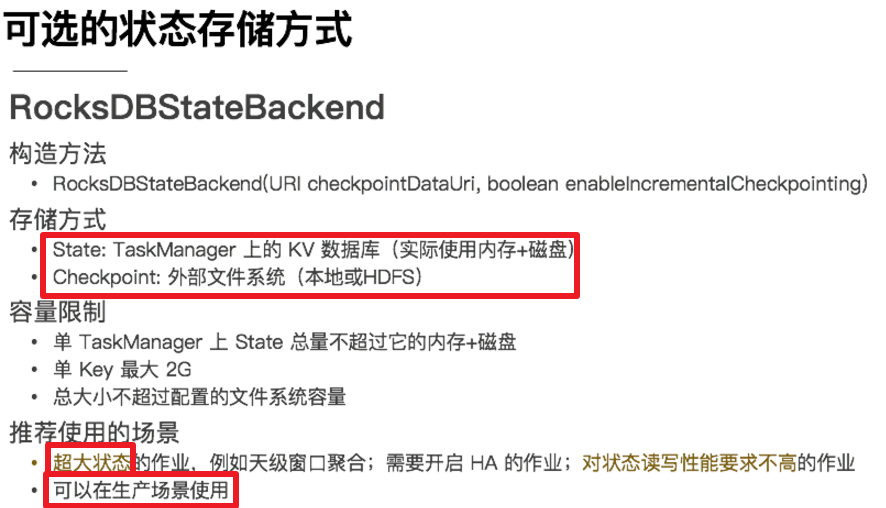 可选的状态存储方式
RocksDBStateBackend
构造方法
• RocksDBStateBackend(URI checkpointDataUri, boolean enableIncrementalCheckpointing)
存储方式
• State: TaskManager 上的 KV 数据库（实际使用内存+磁盘)
• Checkpoint: 外部文件系统（本地或HDFS）
容量限制
• 单 TaskManager 上 State 总量不超过它的内存+磁盘
• 单 Key 最大 2G
• 总大小不超过配置的文件系统容量
推荐使用的场景
• 超大状态的作业，例如天级窗口聚合；需要开启 HA 的作业；对状态读写性能要求不高的作业
• 可以在生产场景使用